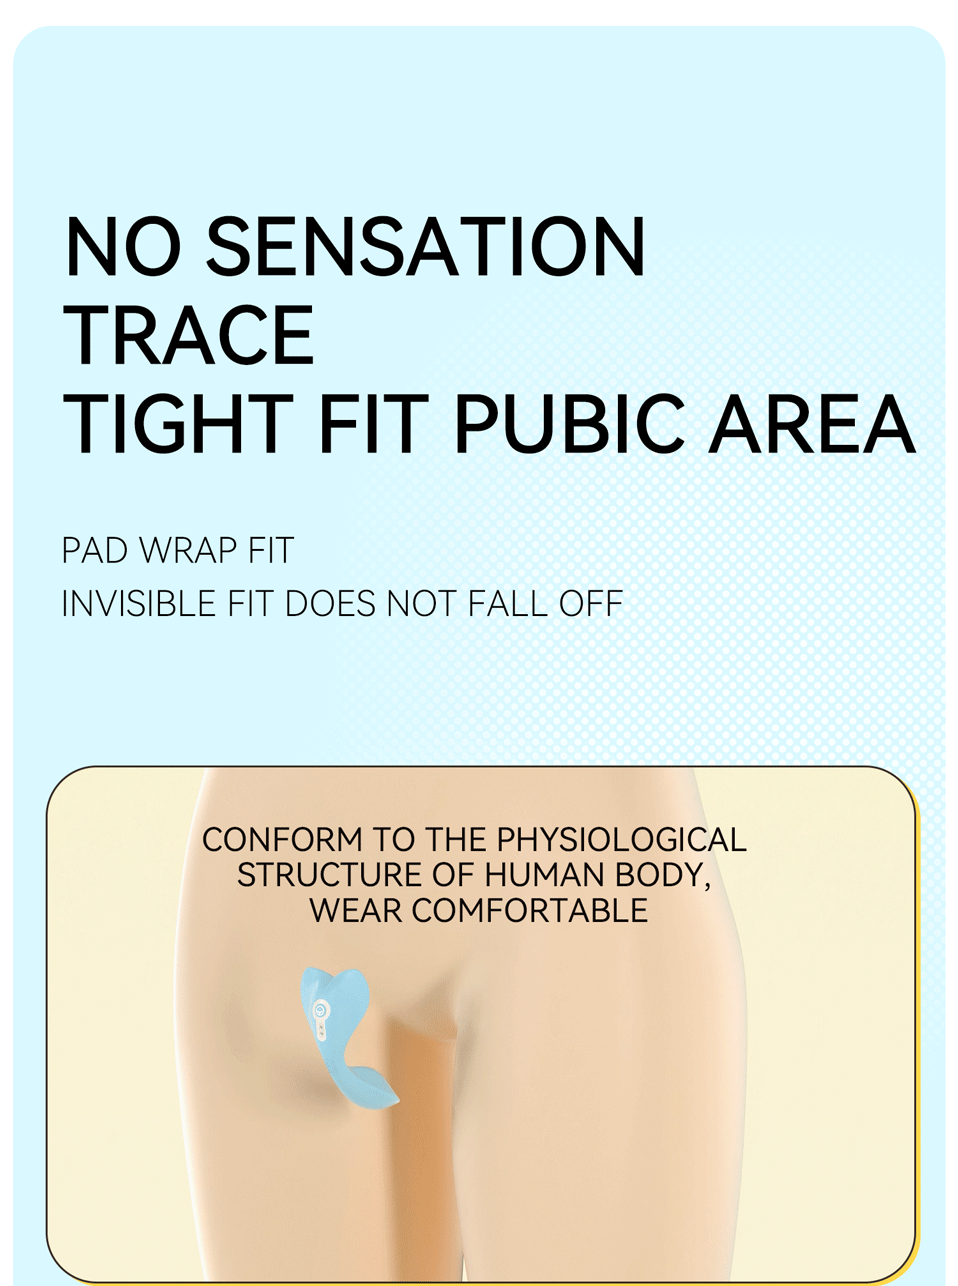 NO SENSATION
TRACE
TIGHT FIT PUBIC AREA
PAD WRAP FIT
INVISIBLE FIT DOES NOT FALL OFF
CONFORM TO THE PHYSIOLOGICAL
STRUCTURE OF HUMAN BODY,
WEAR COMFORTABLE